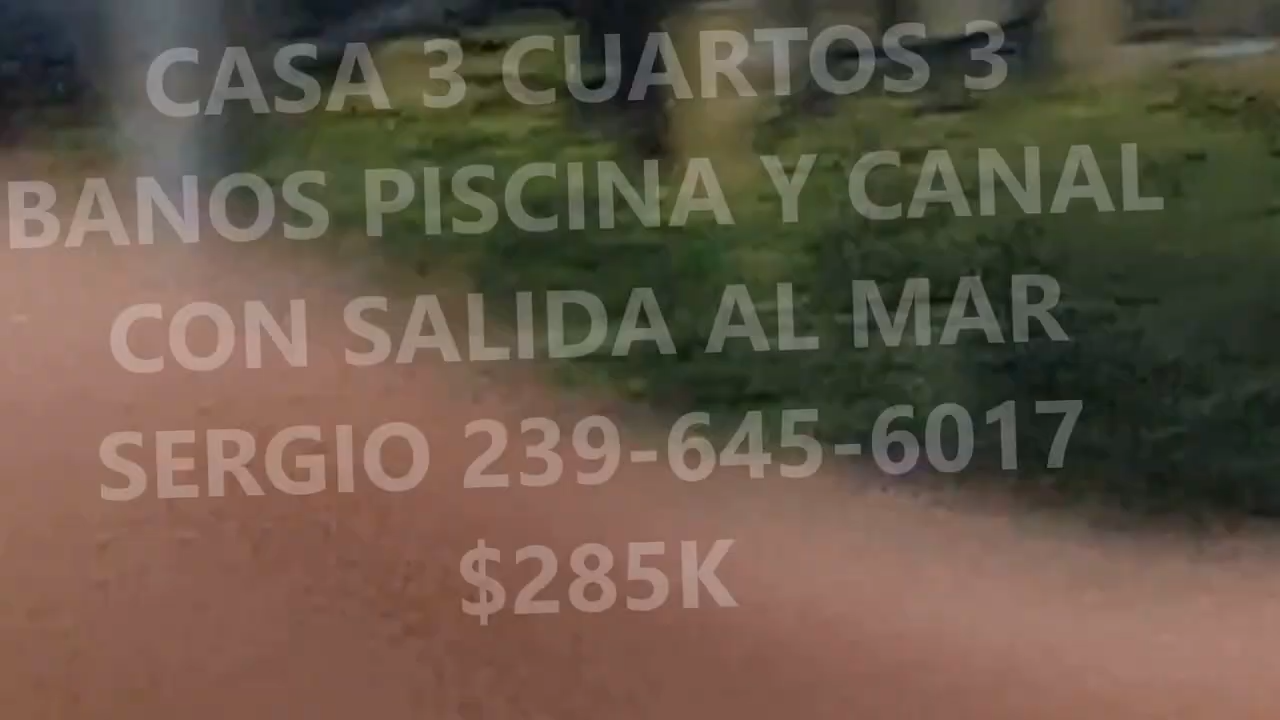 CASA 3 CUARTOS 3
BANOS PISCINA Y CANAL
CON SALIDA AL MAR
SERGIO 239-645-6017
$285K